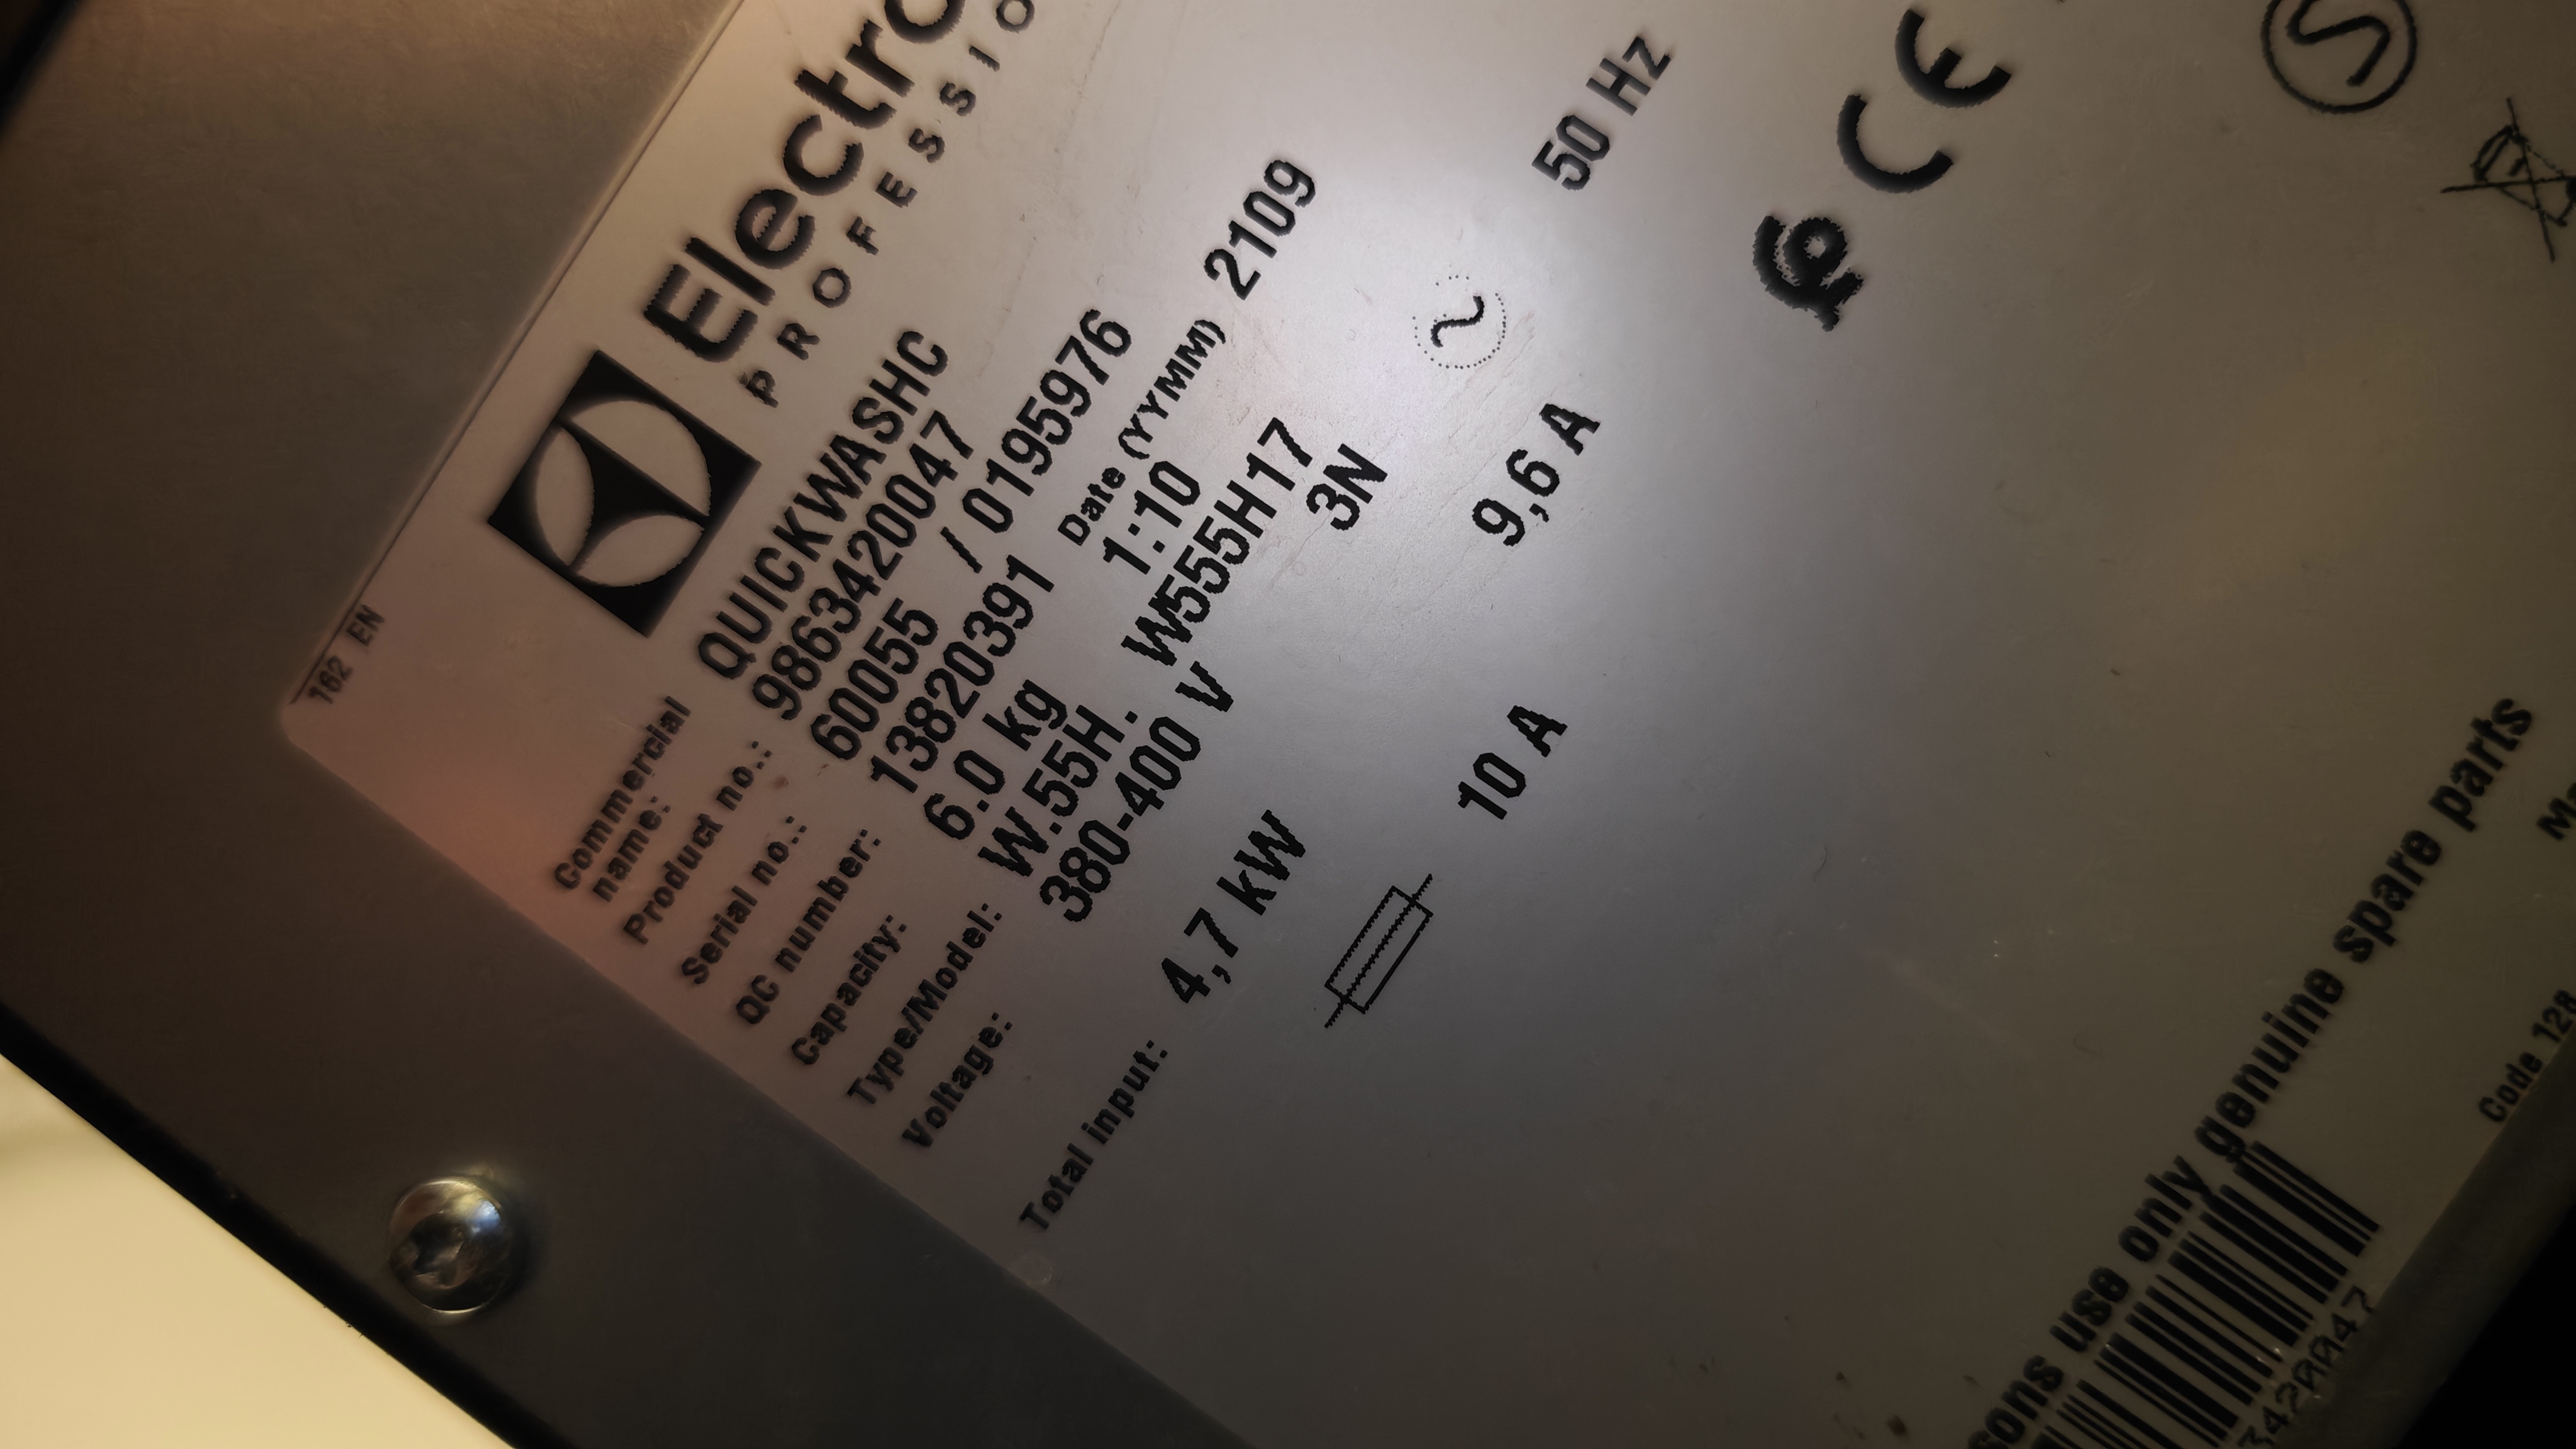 162 EN
Electro
PROFESSIO
Commercial name: QUICKWASHC
Product no.: 9863420047
Serial no.: 60055 / 0195976
QC number: 13820391 Date (YYMM) 2109
Capacity: 6.0 kg 1:10
Type/Model: W.55H. W555H17
Voltage: 380-400 V 3N 50 Hz
Total input: 4,7 kW 9,6 A
10 A
CE
S
use only genuine spare parts
Code 128
3420047